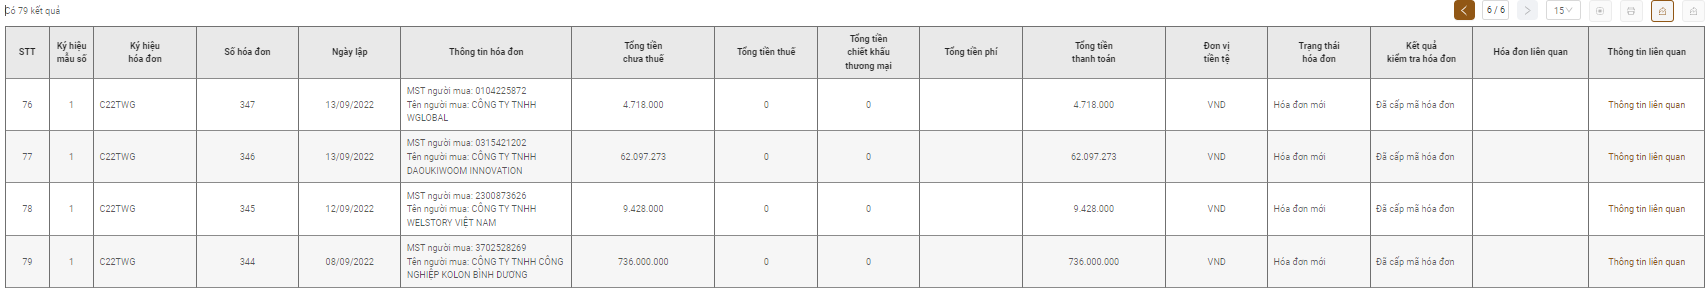 Có 79 kết quả
6 / 6
15
STT Ký hiệu mẫu số Ký hiệu hóa đơn Số hóa đơn Ngày lập Thông tin hóa đơn Tổng tiền chưa thuế Tổng tiền thuế Tổng tiền chiết khấu thương mại Tổng tiền phí Tổng tiền thanh toán Đơn vị tiền tệ Trạng thái hóa đơn Kết quả kiểm tra hóa đơn Hóa đơn liên quan Thông tin liên quan
76 1 C22TWG 347 13/09/2022 MST người mua: 0104225872
Tên người mua: CÔNG TY TNHH
WGLOBAL
4.718.000 0 0 4.718.000 VND Hóa đơn mới Đã cấp mã hóa đơn Thông tin liên quan
77 1 C22TWG 346 13/09/2022 MST người mua: 0315421202
Tên người mua: CÔNG TY TNHH
DAOUKIWOOM INNOVATION
62.097.273 0 0 62.097.273 VND Hóa đơn mới Đã cấp mã hóa đơn Thông tin liên quan
78 1 C22TWG 345 12/09/2022 MST người mua: 2300873626
Tên người mua: CÔNG TY TNHH
WELSTORY VIỆT NAM
9.428.000 0 0 9.428.000 VND Hóa đơn mới Đã cấp mã hóa đơn Thông tin liên quan
79 1 C22TWG 344 08/09/2022 MST người mua: 3702528269
Tên người mua: CÔNG TY TNHH CÔNG
NGHIỆP KOLON BÌNH DƯƠNG
736.000.000 0 0 736.000.000 VND Hóa đơn mới Đã cấp mã hóa đơn Thông tin liên quan